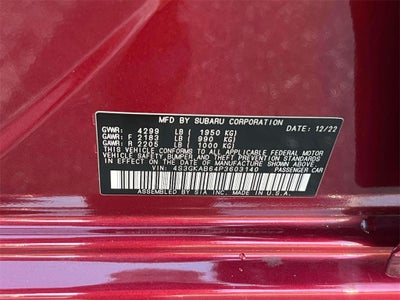 MFD BY SUBARU CORPORATION DATE: 12/22
GVWR: 4299 LB ( 1950 KG)
GAWR: F 2183 LB ( 990 KG)
GAWR: R 2205 LB ( 1000 KG)
THIS VEHICLE CONFORMS TO ALL APPLICABLE FEDERAL MOTOR
VEHICLE SAFETY, BUMPER, AND THEFT PREVENTION STANDARDS
IN EFFECT ON THE DATE OF MANUFACTURE SHOWN ABOVE.
VIN: 4S3GKAB64P3603140 PASSENGER CAR
ASSEMBLED BY SIA INC. MADE IN U.S.A.